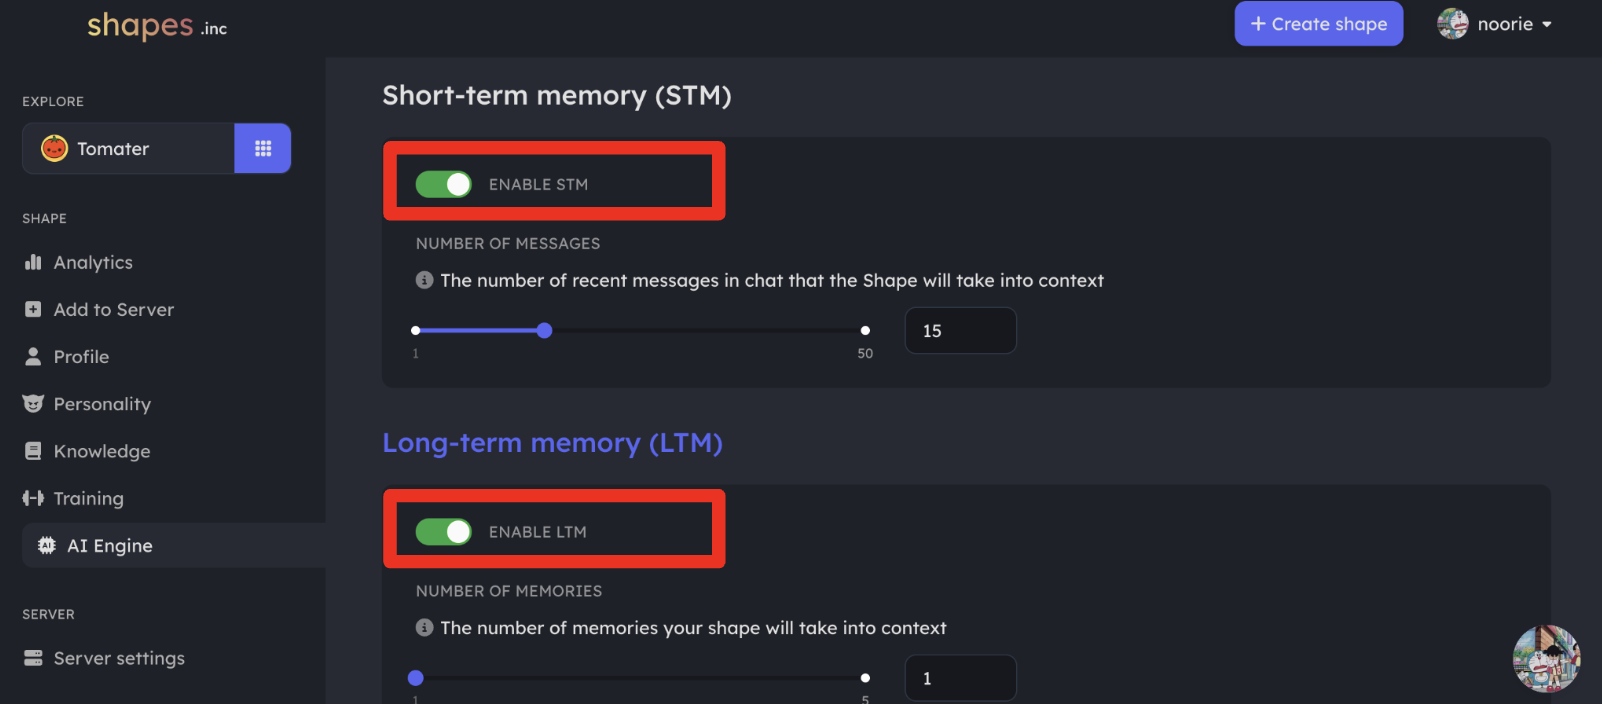 shapes .inc
+ Create shape
noorie
EXPLORE
Tomater
SHAPE
Analytics
Add to Server
Profile
Personality
Knowledge
Training
AI Engine
SERVER
Server settings
Short-term memory (STM)
ENABLE STM
NUMBER OF MESSAGES
The number of recent messages in chat that the Shape will take into context
15
1
50
Long-term memory (LTM)
ENABLE LTM
NUMBER OF MEMORIES
The number of memories your shape will take into context
1
1
5